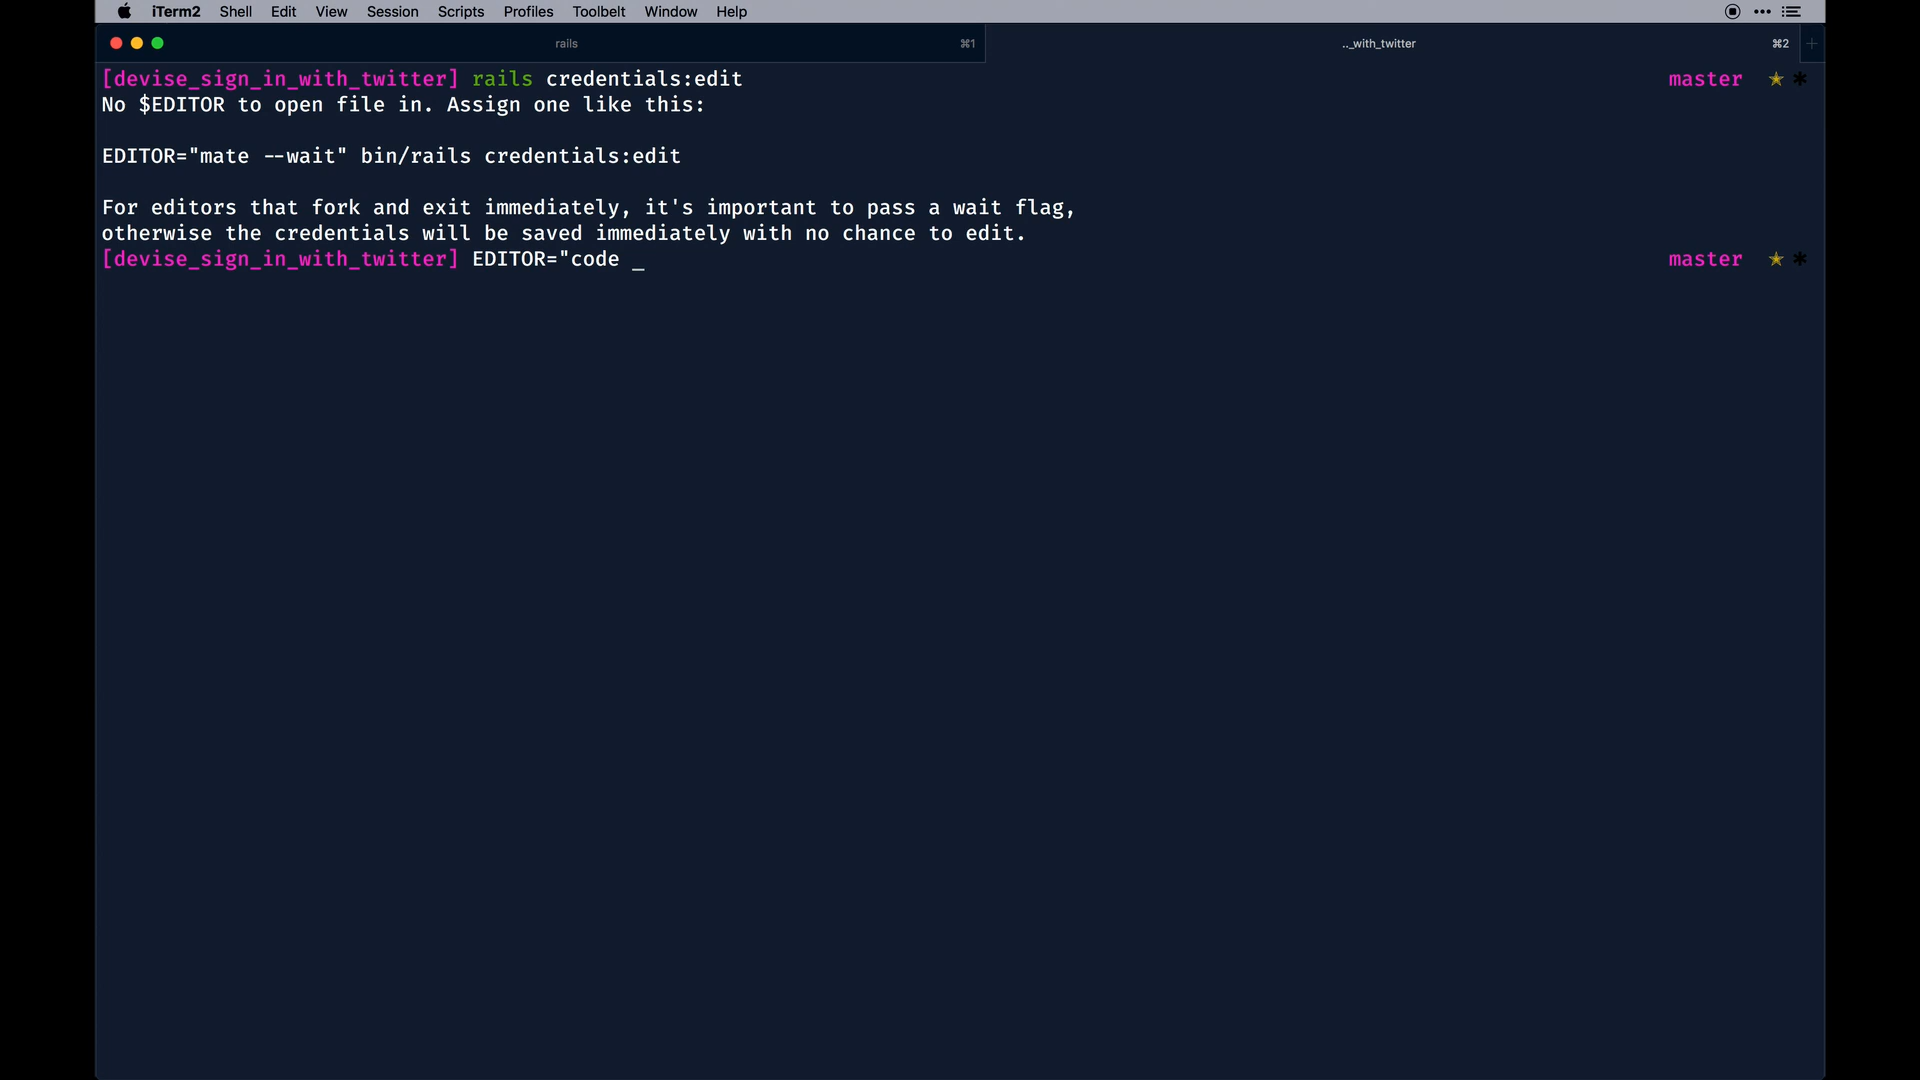 iTerm2 Shell Edit View Session Scripts Profiles Toolbelt Window Help
rails ⌘1 .._with_twitter ⌘2 +
[devise_sign_in_with_twitter] rails credentials:edit master ★ *
No $EDITOR to open file in. Assign one like this:
EDITOR="mate --wait" bin/rails credentials:edit
For editors that fork and exit immediately, it's important to pass a wait flag,
otherwise the credentials will be saved immediately with no chance to edit.
[devise_sign_in_with_twitter] EDITOR="code _ master ★ *